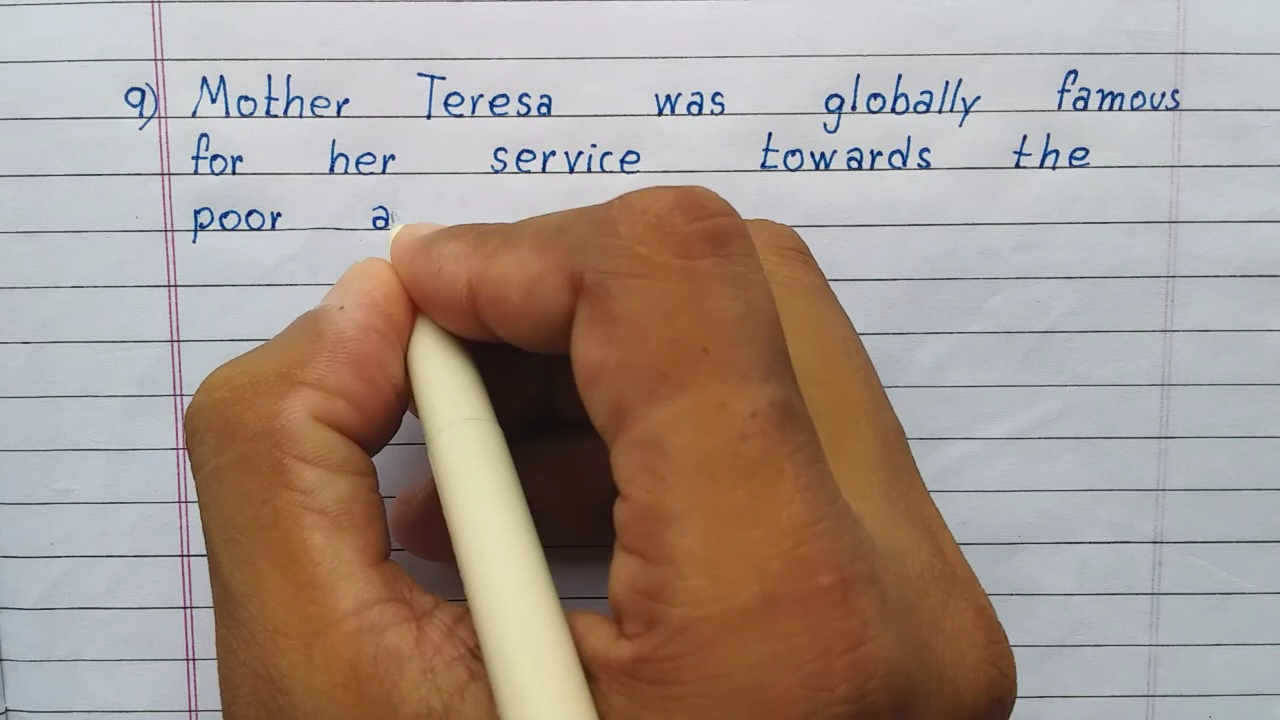 9) Mother Teresa was globally famous
for her service towards the
poor a